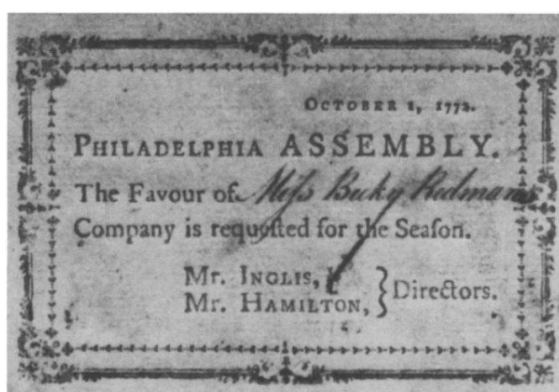 OCTOBER 1, 1772.
PHILADELPHIA ASSEMBLY.
The Favour of Miſs Becky Redmans
Company is requeſted for the Seaſon.
Mr. INGLIS,
Mr. HAMILTON, } Directors.